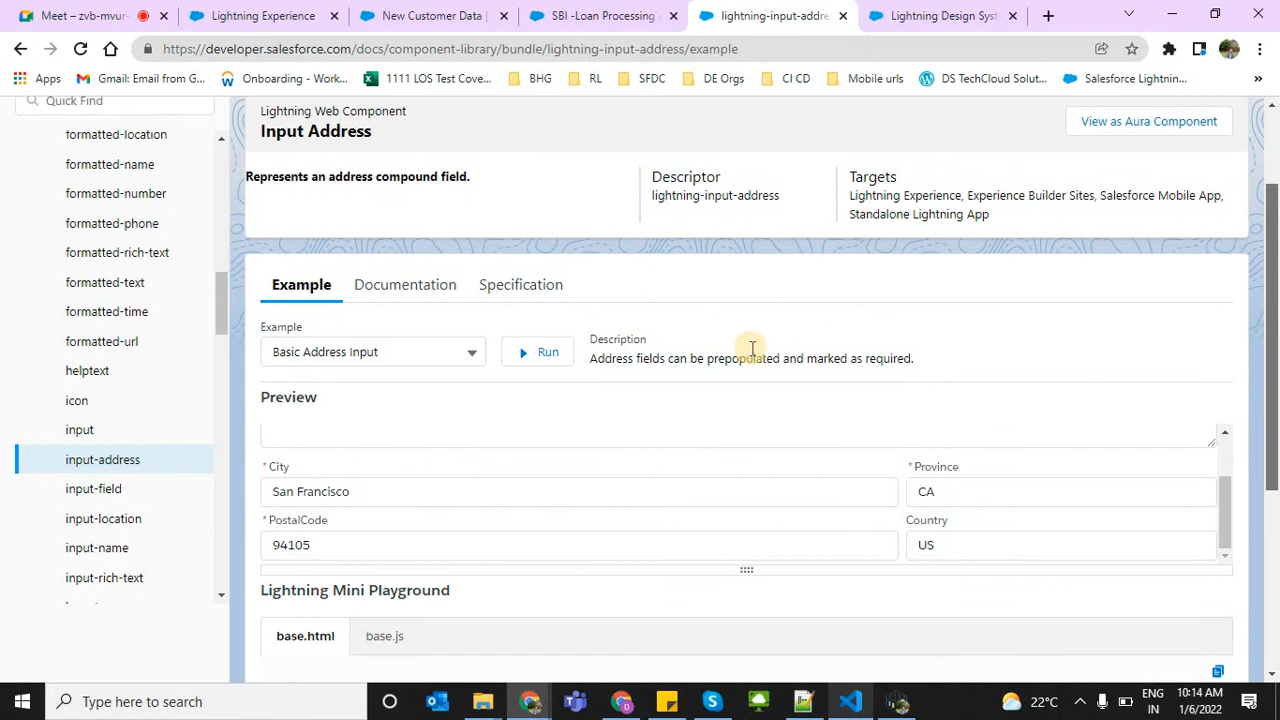 Meet – zvb-mvur-
Lightning Experience
New Customer Data |
SBI -Loan Processing
lightning-input-addre
Lightning Design Syst
https://developer.salesforce.com/docs/component-library/bundle/lightning-input-address/example
Apps
Gmail: Email from G...
Onboarding - Work...
1111 LOS Test Cove...
BHG
RL
SFDC
DE Orgs
CI CD
Mobile urls
DS TechCloud Solut...
Salesforce Lightnin...
»
Quick Find
formatted-location
formatted-name
formatted-number
formatted-phone
formatted-rich-text
formatted-text
formatted-time
formatted-url
helptext
icon
input
input-address
input-field
input-location
input-name
input-rich-text
Lightning Web Component
Input Address
View as Aura Component
Represents an address compound field.
Descriptor
lightning-input-address
Targets
Lightning Experience, Experience Builder Sites, Salesforce Mobile App,
Standalone Lightning App
Example
Documentation
Specification
Example
Basic Address Input
Run
Description
Address fields can be prepopulated and marked as required.
Preview
* City
* Province
San Francisco
CA
* PostalCode
Country
94105
US
Lightning Mini Playground
base.html
base.js
Type here to search
22°C
ENG
IN
10:14 AM
1/6/2022